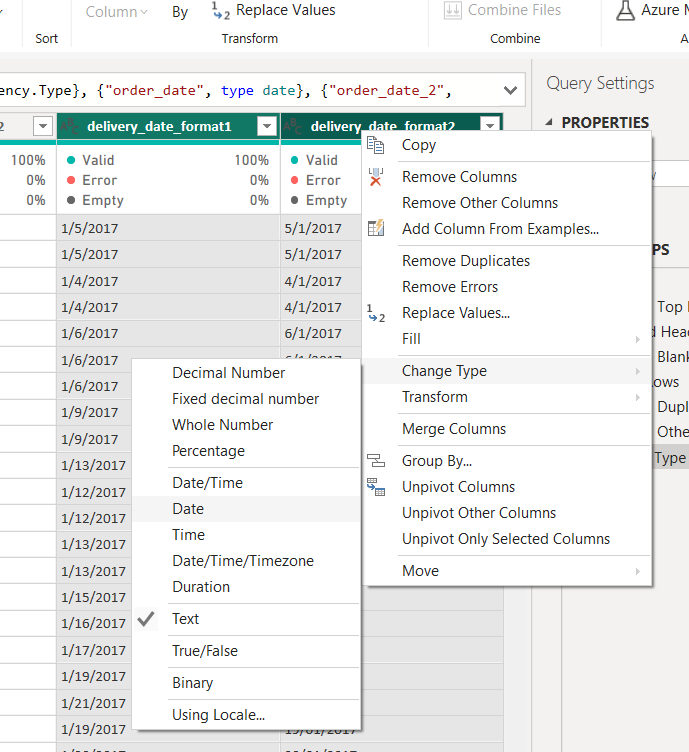 Column
By
Replace Values
Combine Files
Azure M
Sort
Transform
Combine
A
ency.Type}, {"order_date", type date}, {"order_date_2",
Query Settings
PROPERTIES
2
delivery_date_format1
delivery_date_format2
100%
Valid
100%
Valid
0%
Error
0%
Error
0%
Empty
0%
Empty
1/5/2017
5/1/2017
1/5/2017
5/1/2017
1/4/2017
4/1/2017
1/4/2017
4/1/2017
1/6/2017
6/1/2017
1/6/2017
6/1/2017
1/6/2017
1/9/2017
1/9/2017
1/13/2017
1/12/2017
1/12/2017
1/13/2017
1/13/2017
1/15/2017
1/16/2017
1/17/2017
1/19/2017
1/21/2017
1/19/2017
19/01/2017
Copy
Remove Columns
Remove Other Columns
Add Column From Examples...
Remove Duplicates
Remove Errors
Replace Values...
Fill
Change Type
Transform
Merge Columns
Group By...
Unpivot Columns
Unpivot Other Columns
Unpivot Only Selected Columns
Move
Decimal Number
Fixed decimal number
Whole Number
Percentage
Date/Time
Date
Time
Date/Time/Timezone
Duration
Text
True/False
Binary
Using Locale...
PS
Top
d Head
Blank
ows
Dupl
Othe
Type